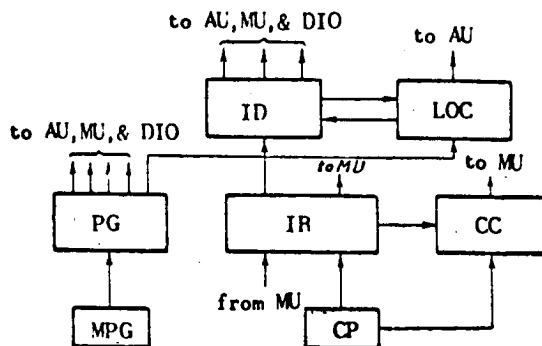 to AU, MU, & DIO
to AU
ID
LOC
to AU, MU, & DIO
to MU
to MU
PG
IR
CC
from MU
MPG
CP